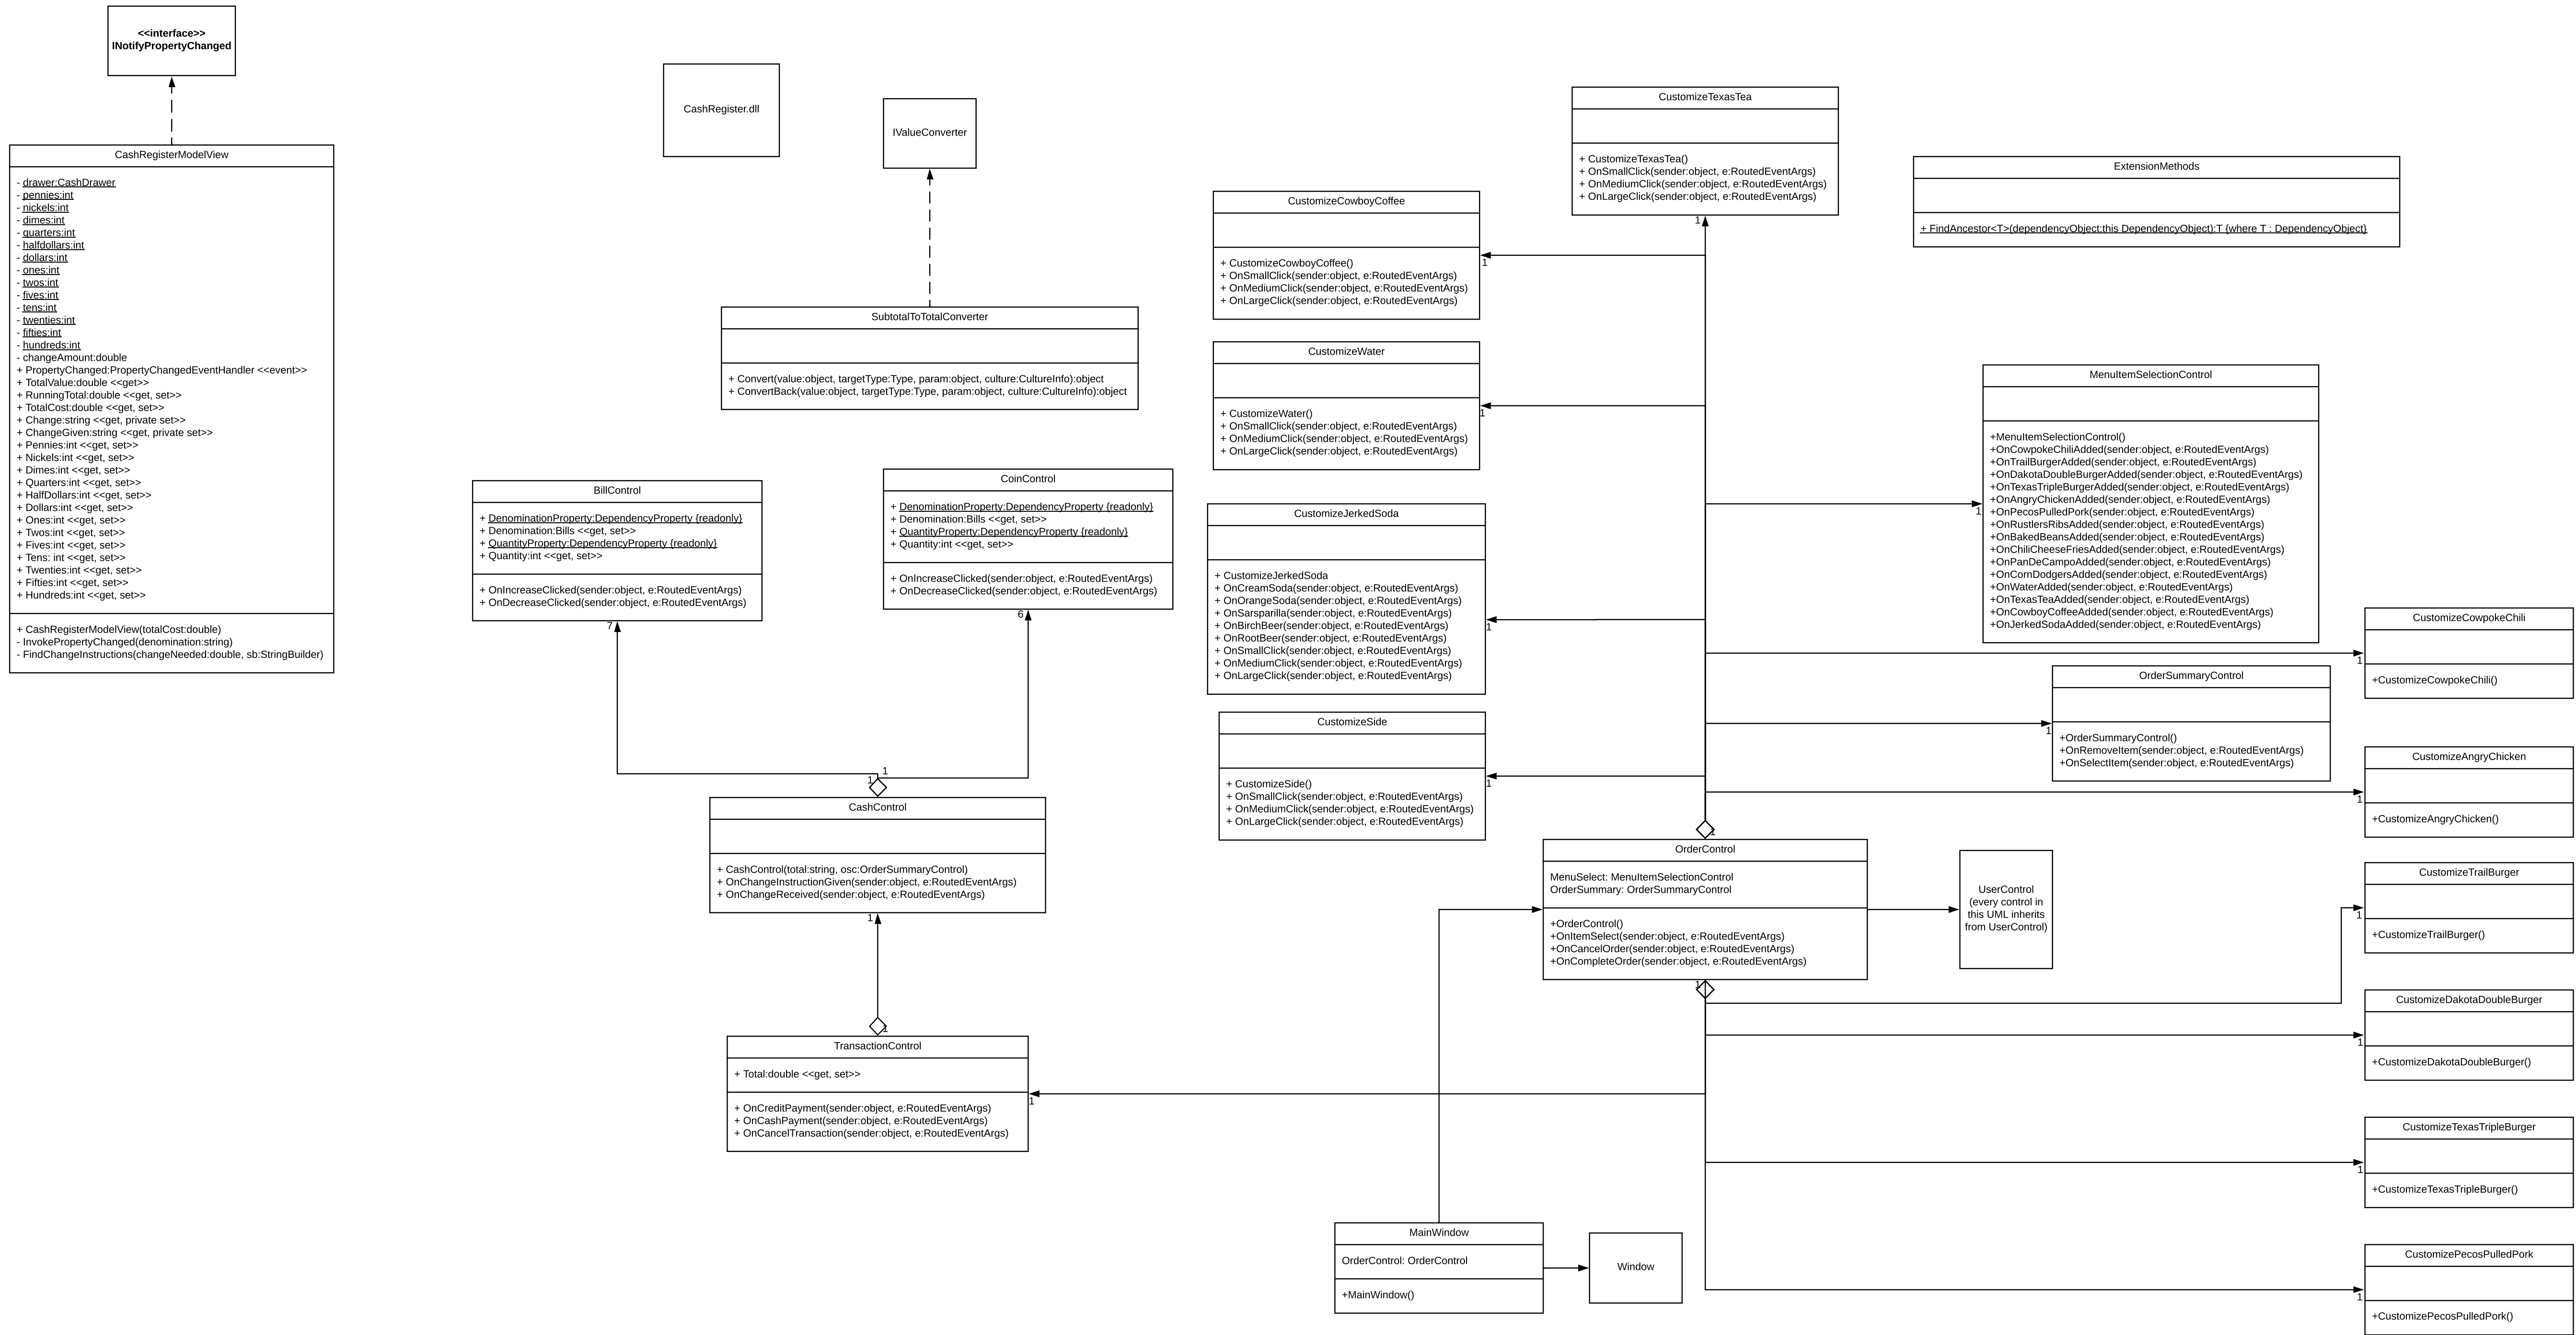 <<interface>>
INotifyPropertyChanged
CashRegisterModelView
- drawer:CashDrawer
- pennies:int
- nickels:int
- dimes:int
- quarters:int
- halfdollars:int
- dollars:int
- ones:int
- twos:int
- fives:int
- tens:int
- twenties:int
- fifties:int
- hundreds:int
- changeAmount:double
+ PropertyChanged:PropertyChangedEventHandler <<event>>
+ TotalValue:double <<get>>
+ RunningTotal:double <<get, set>>
+ TotalCost:double <<get, set>>
+ Change:string <<get, private set>>
+ ChangeGiven:string <<get, private set>>
+ Pennies:int <<get, set>>
+ Nickels:int <<get, set>>
+ Dimes:int <<get, set>>
+ Quarters:int <<get, set>>
+ HalfDollars:int <<get, set>>
+ Dollars:int <<get, set>>
+ Ones:int <<get, set>>
+ Twos:int <<get, set>>
+ Fives:int <<get, set>>
+ Tens: int <<get, set>>
+ Twenties:int <<get, set>>
+ Fifties:int <<get, set>>
+ Hundreds:int <<get, set>>
+ CashRegisterModelView(totalCost:double)
- InvokePropertyChanged(denomination:string)
- FindChangeInstructions(changeNeeded:double, sb:StringBuilder)
CashRegister.dll
IValueConverter
SubtotalToTotalConverter
+ Convert(value:object, targetType:Type, param:object, culture:CultureInfo):object
+ ConvertBack(value:object, targetType:Type, param:object, culture:CultureInfo):object
BillControl
+ DenominationProperty:DependencyProperty {readonly}
+ Denomination:Bills <<get, set>>
+ QuantityProperty:DependencyProperty {readonly}
+ Quantity:int <<get, set>>
+ OnIncreaseClicked(sender:object, e:RoutedEventArgs)
+ OnDecreaseClicked(sender:object, e:RoutedEventArgs)
7
CoinControl
+ DenominationProperty:DependencyProperty {readonly}
+ Denomination:Bills <<get, set>>
+ QuantityProperty:DependencyProperty {readonly}
+ Quantity:int <<get, set>>
+ OnIncreaseClicked(sender:object, e:RoutedEventArgs)
+ OnDecreaseClicked(sender:object, e:RoutedEventArgs)
6
1
1
CashControl
+ CashControl(total:string, osc:OrderSummaryControl)
+ OnChangeInstructionGiven(sender:object, e:RoutedEventArgs)
+ OnChangeReceived(sender:object, e:RoutedEventArgs)
1
1
TransactionControl
+ Total:double <<get, set>>
+ OnCreditPayment(sender:object, e:RoutedEventArgs)
+ OnCashPayment(sender:object, e:RoutedEventArgs)
+ OnCancelTransaction(sender:object, e:RoutedEventArgs)
1
CustomizeTexasTea
+ CustomizeTexasTea()
+ OnSmallClick(sender:object, e:RoutedEventArgs)
+ OnMediumClick(sender:object, e:RoutedEventArgs)
+ OnLargeClick(sender:object, e:RoutedEventArgs)
1
CustomizeCowboyCoffee
+ CustomizeCowboyCoffee()
+ OnSmallClick(sender:object, e:RoutedEventArgs)
+ OnMediumClick(sender:object, e:RoutedEventArgs)
+ OnLargeClick(sender:object, e:RoutedEventArgs)
1
CustomizeWater
+ CustomizeWater()
+ OnSmallClick(sender:object, e:RoutedEventArgs)
+ OnMediumClick(sender:object, e:RoutedEventArgs)
+ OnLargeClick(sender:object, e:RoutedEventArgs)
1
CustomizeJerkedSoda
+ CustomizeJerkedSoda
+ OnCreamSoda(sender:object, e:RoutedEventArgs)
+ OnOrangeSoda(sender:object, e:RoutedEventArgs)
+ OnSarsparilla(sender:object, e:RoutedEventArgs)
+ OnBirchBeer(sender:object, e:RoutedEventArgs)
+ OnRootBeer(sender:object, e:RoutedEventArgs)
+ OnSmallClick(sender:object, e:RoutedEventArgs)
+ OnMediumClick(sender:object, e:RoutedEventArgs)
+ OnLargeClick(sender:object, e:RoutedEventArgs)
1
CustomizeSide
+ CustomizeSide()
+ OnSmallClick(sender:object, e:RoutedEventArgs)
+ OnMediumClick(sender:object, e:RoutedEventArgs)
+ OnLargeClick(sender:object, e:RoutedEventArgs)
1
1
OrderControl
MenuSelect: MenuItemSelectionControl
OrderSummary: OrderSummaryControl
+OrderControl()
+OnItemSelect(sender:object, e:RoutedEventArgs)
+OnCancelOrder(sender:object, e:RoutedEventArgs)
+OnCompleteOrder(sender:object, e:RoutedEventArgs)
1
UserControl
(every control in
this UML inherits
from UserControl)
MainWindow
OrderControl: OrderControl
+MainWindow()
Window
ExtensionMethods
+ FindAncestor<T>(dependencyObject:this DependencyObject):T {where T : DependencyObject}
MenuItemSelectionControl
+MenuItemSelectionControl()
+OnCowpokeChiliAdded(sender:object, e:RoutedEventArgs)
+OnTrailBurgerAdded(sender:object, e:RoutedEventArgs)
+OnDakotaDoubleBurgerAdded(sender:object, e:RoutedEventArgs)
+OnTexasTripleBurgerAdded(sender:object, e:RoutedEventArgs)
+OnAngryChickenAdded(sender:object, e:RoutedEventArgs)
+OnPecosPulledPork(sender:object, e:RoutedEventArgs)
+OnRustlersRibsAdded(sender:object, e:RoutedEventArgs)
+OnBakedBeansAdded(sender:object, e:RoutedEventArgs)
+OnChiliCheeseFriesAdded(sender:object, e:RoutedEventArgs)
+OnPanDeCampoAdded(sender:object, e:RoutedEventArgs)
+OnCornDodgersAdded(sender:object, e:RoutedEventArgs)
+OnWaterAdded(sender:object, e:RoutedEventArgs)
+OnTexasTeaAdded(sender:object, e:RoutedEventArgs)
+OnCowboyCoffeeAdded(sender:object, e:RoutedEventArgs)
+OnJerkedSodaAdded(sender:object, e:RoutedEventArgs)
1
OrderSummaryControl
+OrderSummaryControl()
+OnRemoveItem(sender:object, e:RoutedEventArgs)
+OnSelectItem(sender:object, e:RoutedEventArgs)
1
CustomizeCowpokeChili
+CustomizeCowpokeChili()
1
CustomizeAngryChicken
+CustomizeAngryChicken()
1
CustomizeTrailBurger
+CustomizeTrailBurger()
1
CustomizeDakotaDoubleBurger
+CustomizeDakotaDoubleBurger()
1
CustomizeTexasTripleBurger
+CustomizeTexasTripleBurger()
1
CustomizePecosPulledPork
+CustomizePecosPulledPork()
1